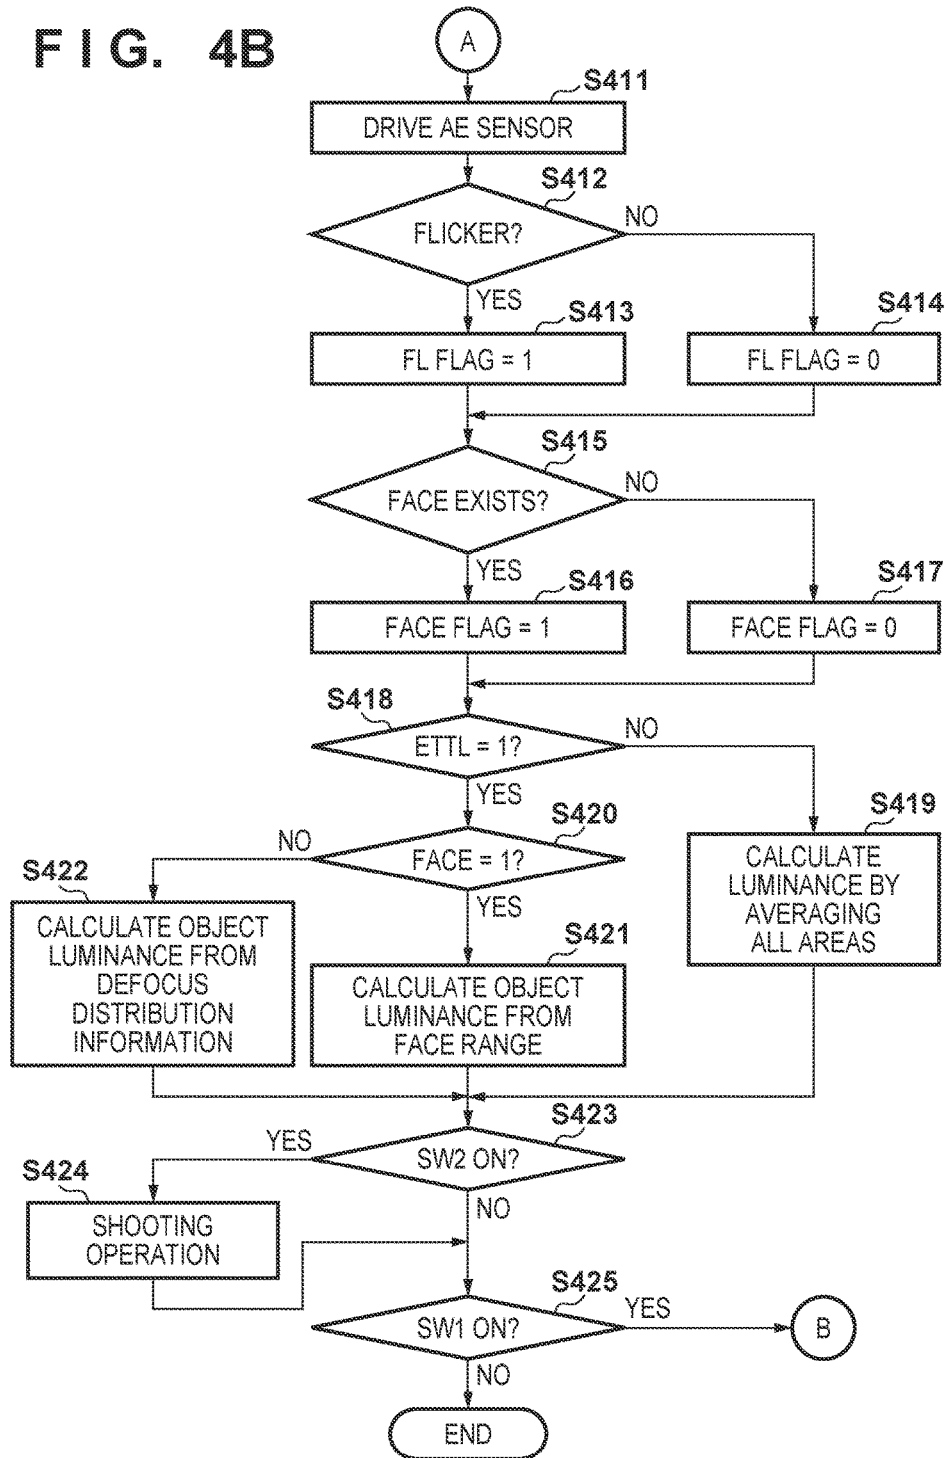 FIG. 4B
A
S411
DRIVE AE SENSOR
S412
FLICKER?
NO
YES
S413
FL FLAG = 1
S414
FL FLAG = 0
S415
FACE EXISTS?
NO
YES
S416
FACE FLAG = 1
S417
FACE FLAG = 0
S418
ETTL = 1?
NO
YES
S419
CALCULATE
LUMINANCE BY
AVERAGING
ALL AREAS
S420
FACE = 1?
NO
YES
S422
CALCULATE OBJECT
LUMINANCE FROM
DEFOCUS
DISTRIBUTION
INFORMATION
S421
CALCULATE OBJECT
LUMINANCE FROM
FACE RANGE
S423
SW2 ON?
YES
NO
S424
SHOOTING
OPERATION
S425
SW1 ON?
YES
B
NO
END